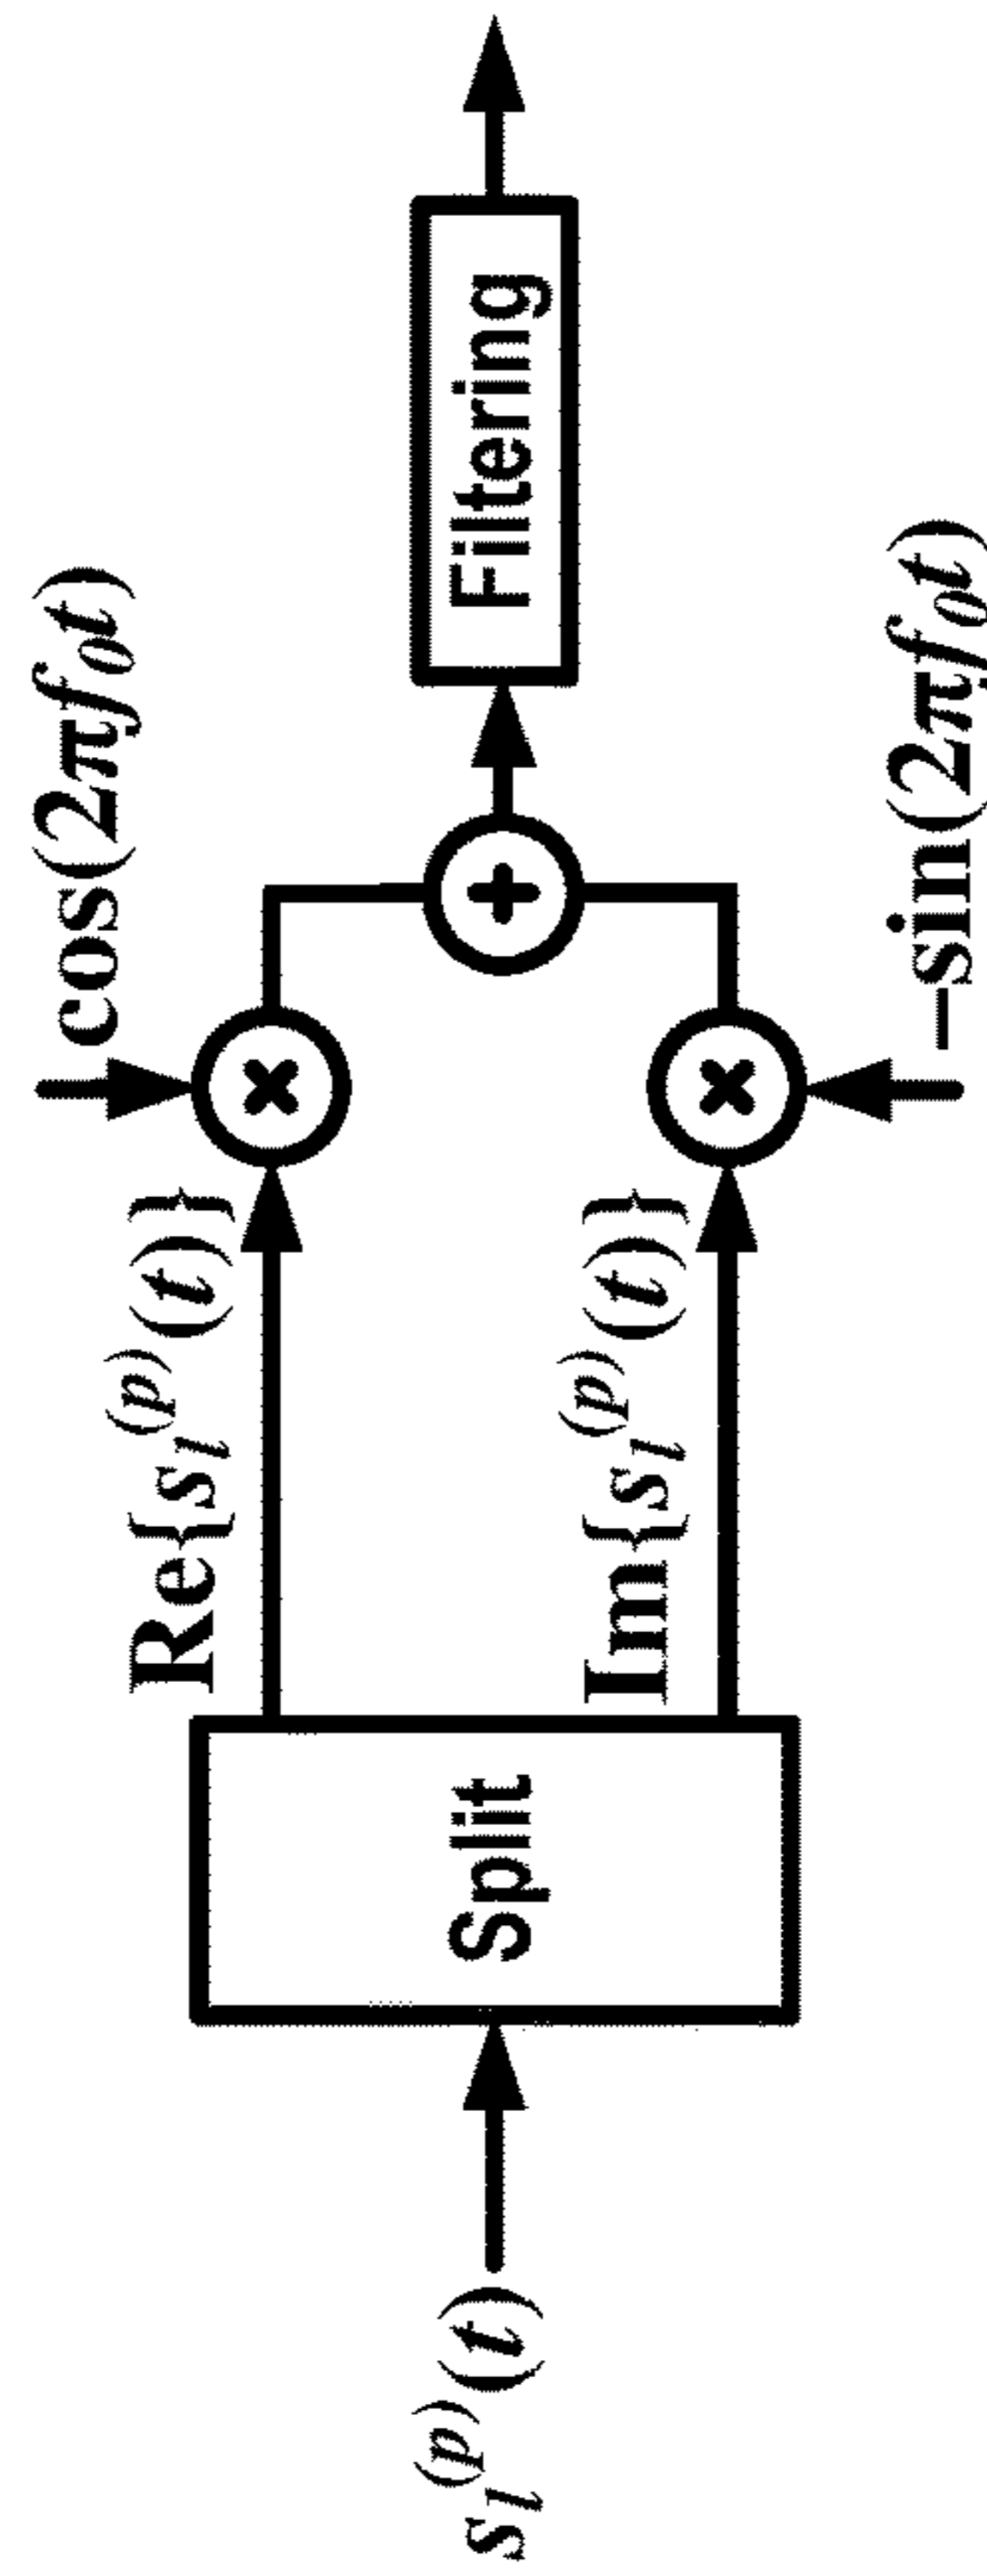 s_l^(p)(t)
Split
Re{s_l^(p)(t)}
Im{s_l^(p)(t)}
cos(2πf_0t)
–sin(2πf_0t)
×
×
+
Filtering